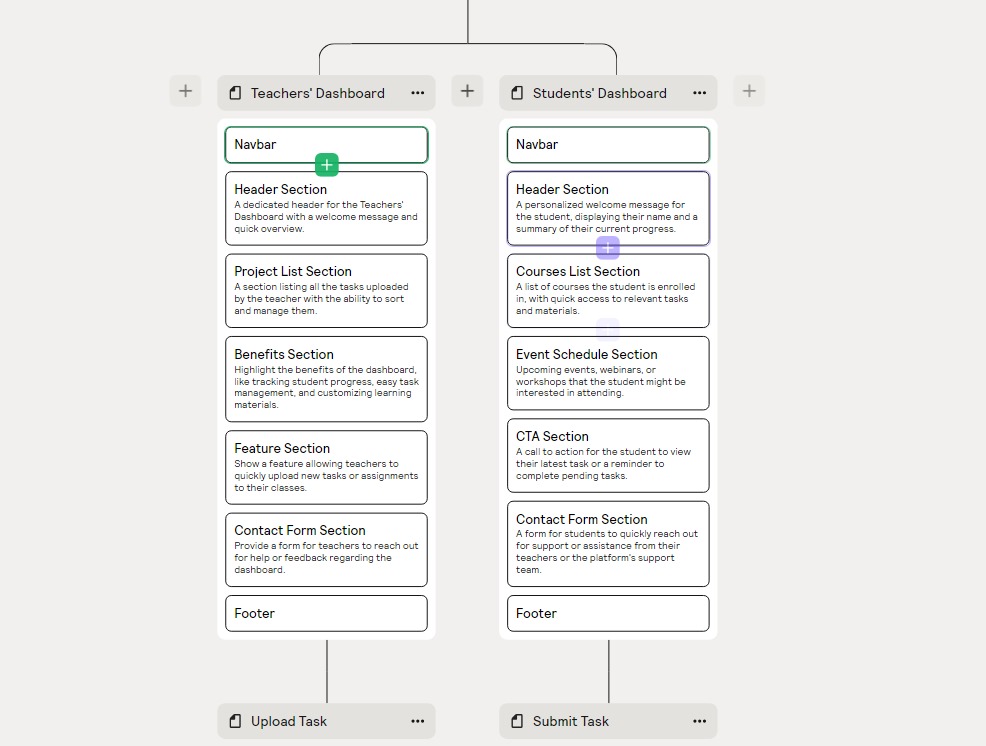 Teachers' Dashboard
Navbar
Header Section
A dedicated header for the Teachers'
Dashboard with a welcome message and
quick overview.
Project List Section
A section listing all the tasks uploaded
by the teacher with the ability to sort
and manage them.
Benefits Section
Highlight the benefits of the dashboard,
like tracking student progress, easy task
management, and customizing learning
materials.
Feature Section
Show a feature allowing teachers to
quickly upload new tasks or assignments
to their classes.
Contact Form Section
Provide a form for teachers to reach out
for help or feedback regarding the
dashboard.
Footer
Upload Task
Students' Dashboard
Navbar
Header Section
A personalized welcome message for
the student, displaying their name and a
summary of their current progress.
Courses List Section
A list of courses the student is enrolled
in, with quick access to relevant tasks
and materials.
Event Schedule Section
Upcoming events, webinars, or
workshops that the student might be
interested in attending.
CTA Section
A call to action for the student to view
their latest task or a reminder to
complete pending tasks.
Contact Form Section
A form for students to quickly reach out
for support or assistance from their
teachers or the platform's support
team.
Footer
Submit Task